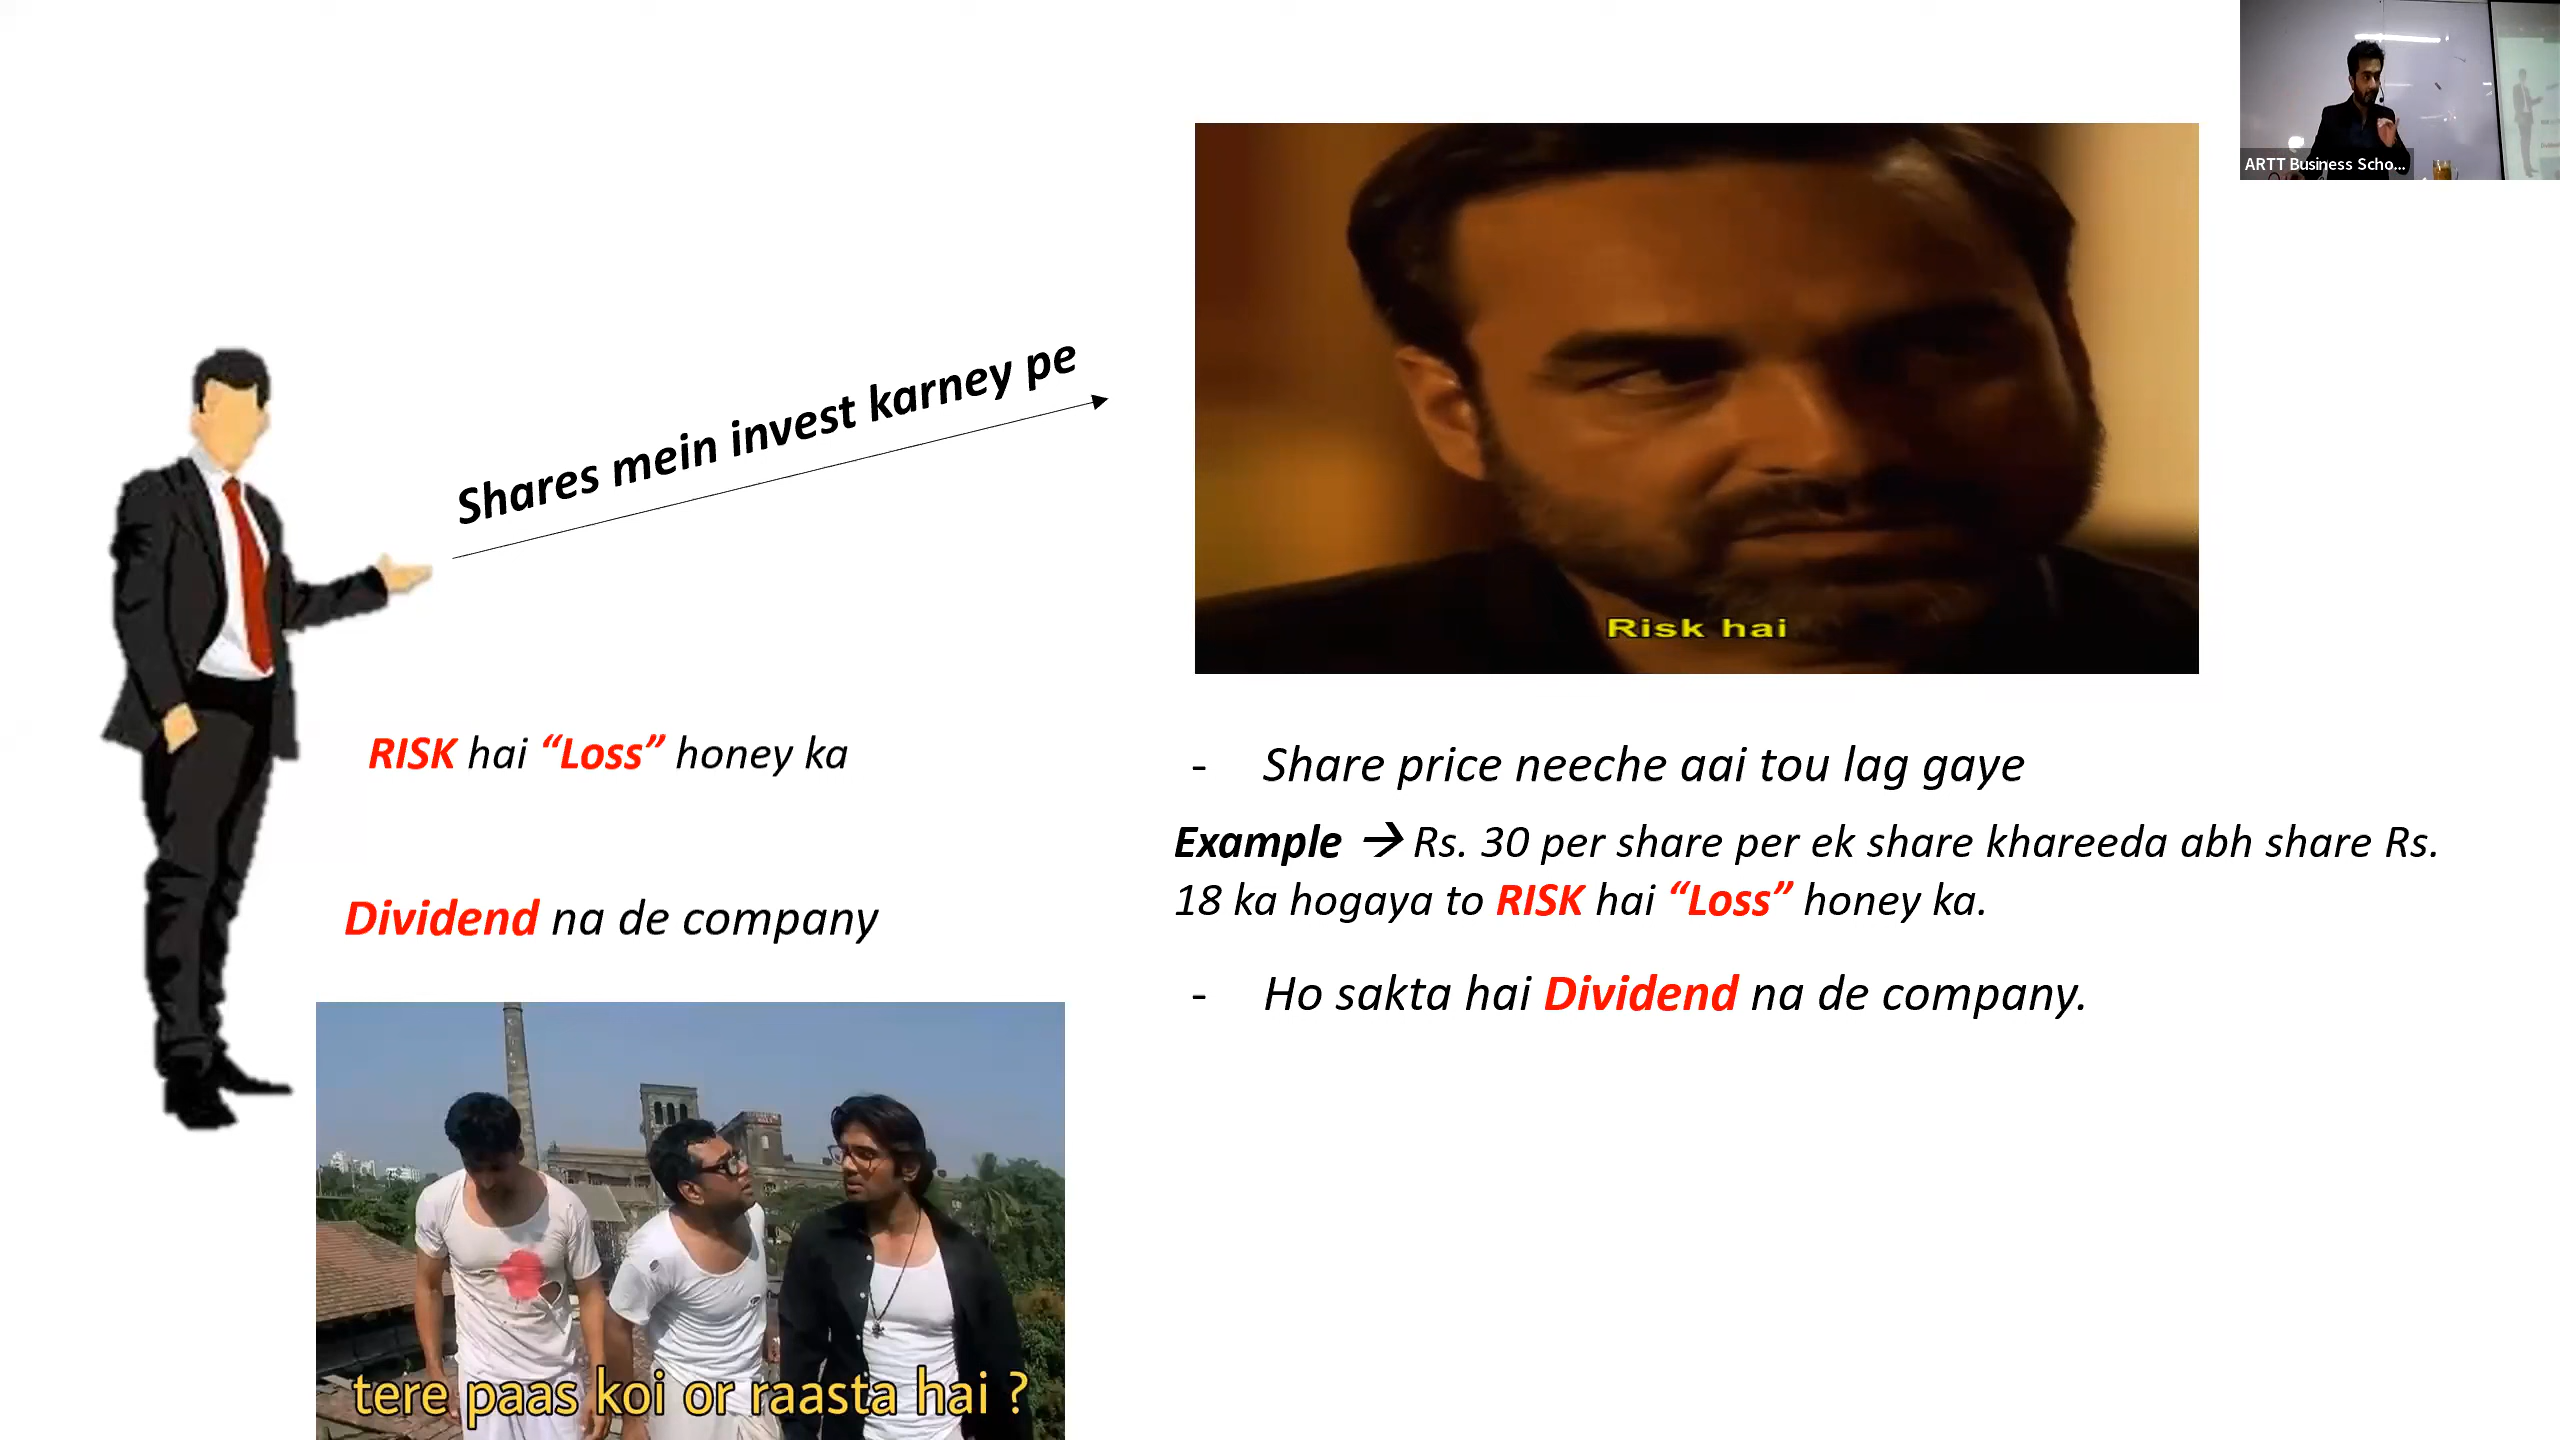 ARTT Business Scho...
Shares mein invest karney pe
Risk hai
RISK hai “Loss” honey ka
Dividend na de company
tere paas koi or raasta hai ?
- Share price neeche aai tou lag gaye
Example → Rs. 30 per share per ek share khareeda abh share Rs.
18 ka hogaya to RISK hai “Loss” honey ka.
- Ho sakta hai Dividend na de company.